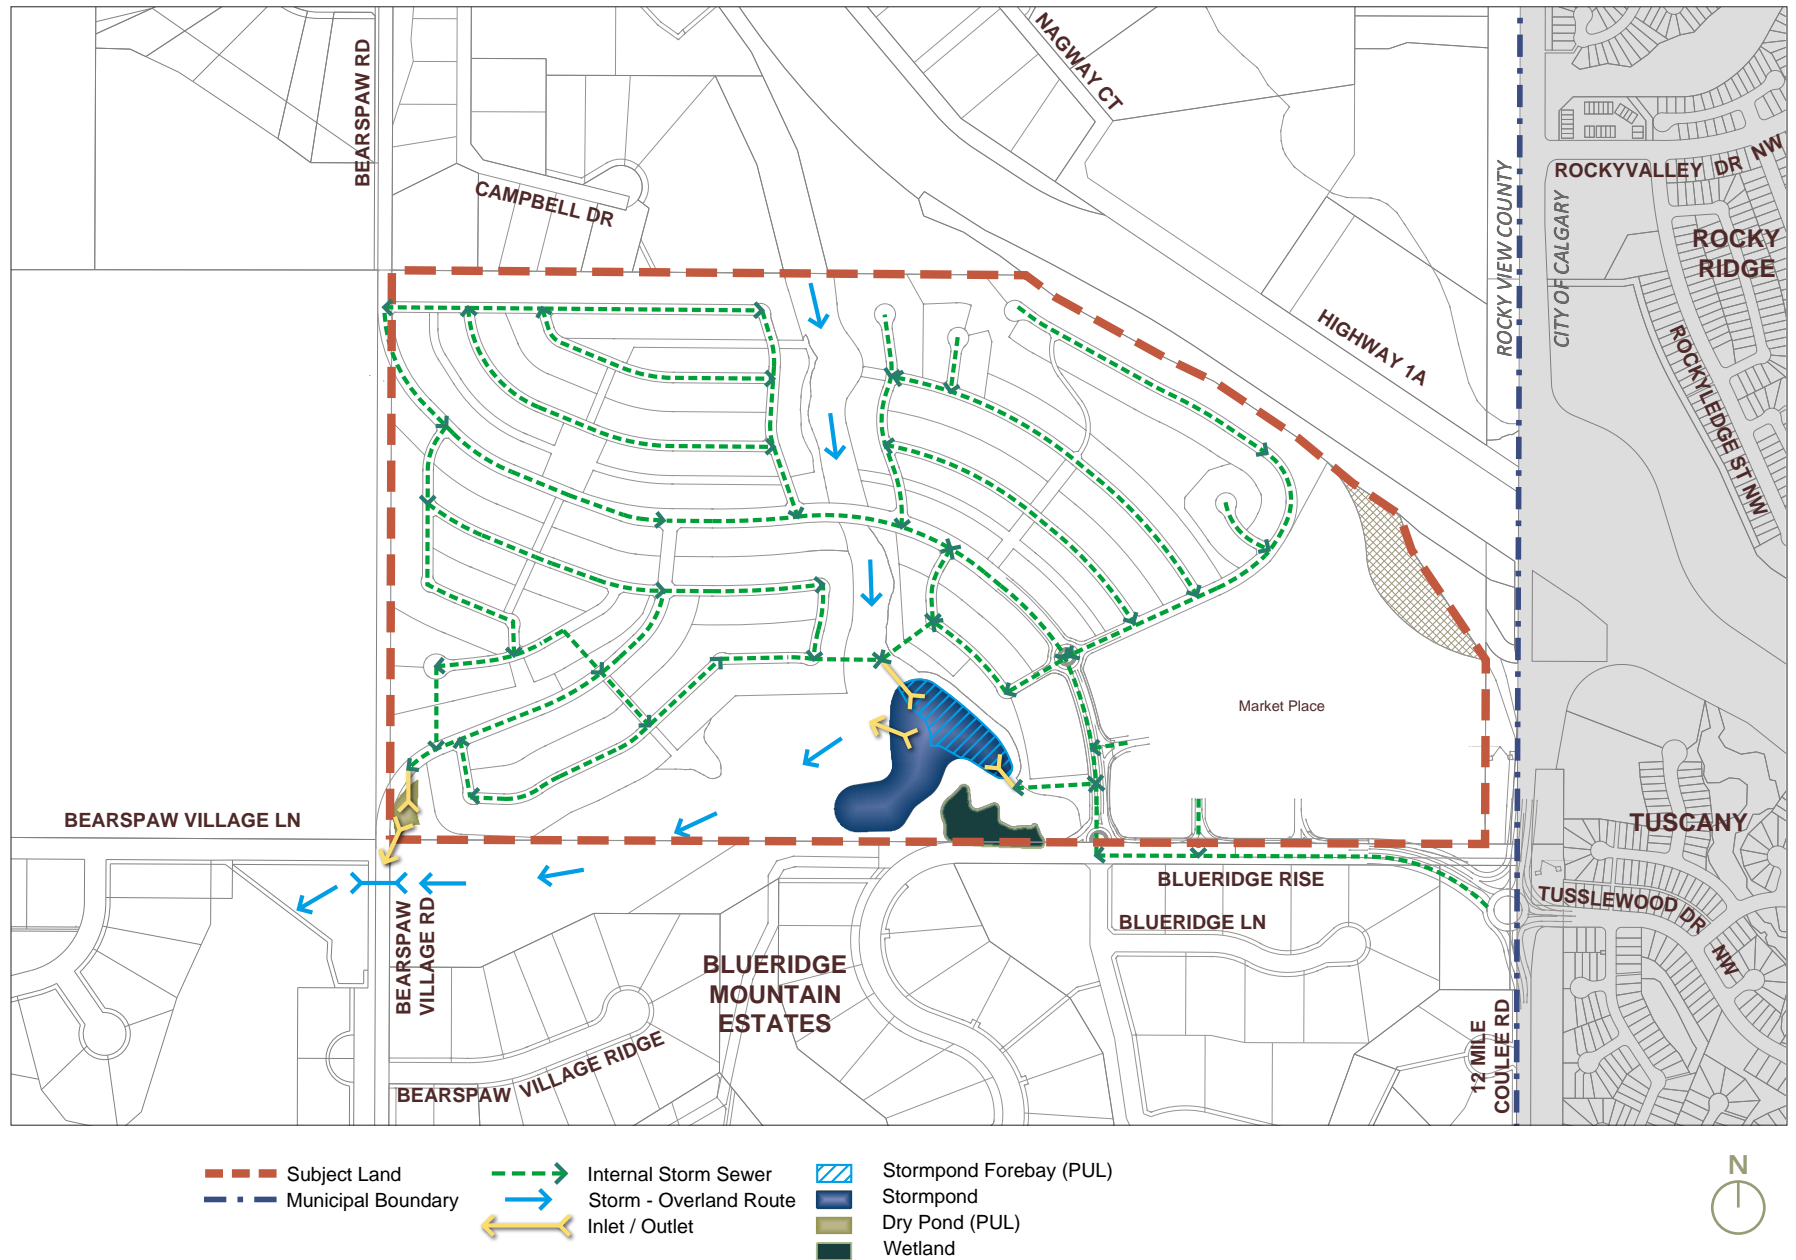 BEARSPAW RD
CAMPBELL DR
NAGWAY CT
HIGHWAY 1A
ROCKY VIEW COUNTY
CITY OF CALGARY
ROCKYVALLEY DR NW
ROCKY
RIDGE
ROCKYLEDGE ST NW
Market Place
BEARSPAW VILLAGE LN
BEARSPAW
VILLAGE RD
BLUERIDGE
MOUNTAIN
ESTATES
BEARSPAW VILLAGE RIDGE
BLUERIDGE RISE
BLUERIDGE LN
12 MILE
COULEE RD
TUSCANY
TUSSLEWOOD DR NW
Subject Land
Municipal Boundary
Internal Storm Sewer
Storm - Overland Route
Inlet / Outlet
Stormpond Forebay (PUL)
Stormpond
Dry Pond (PUL)
Wetland
N